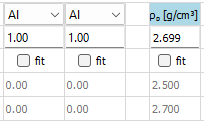 Al Al ρ₀ [g/cm³]
1.00 1.00 2.699
fit fit fit
0.00 0.00 2.500
0.00 0.00 2.700